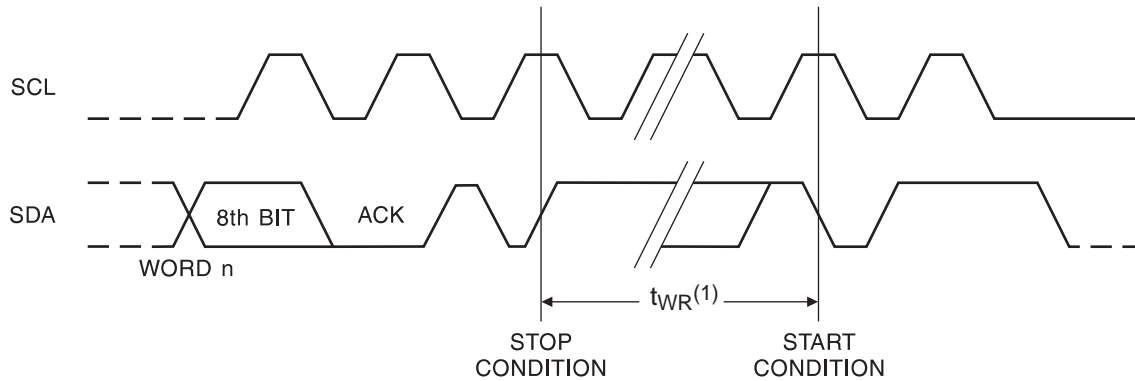 SCL
SDA
8th BIT
ACK
WORD n
tWR(1)
STOP
CONDITION
START
CONDITION